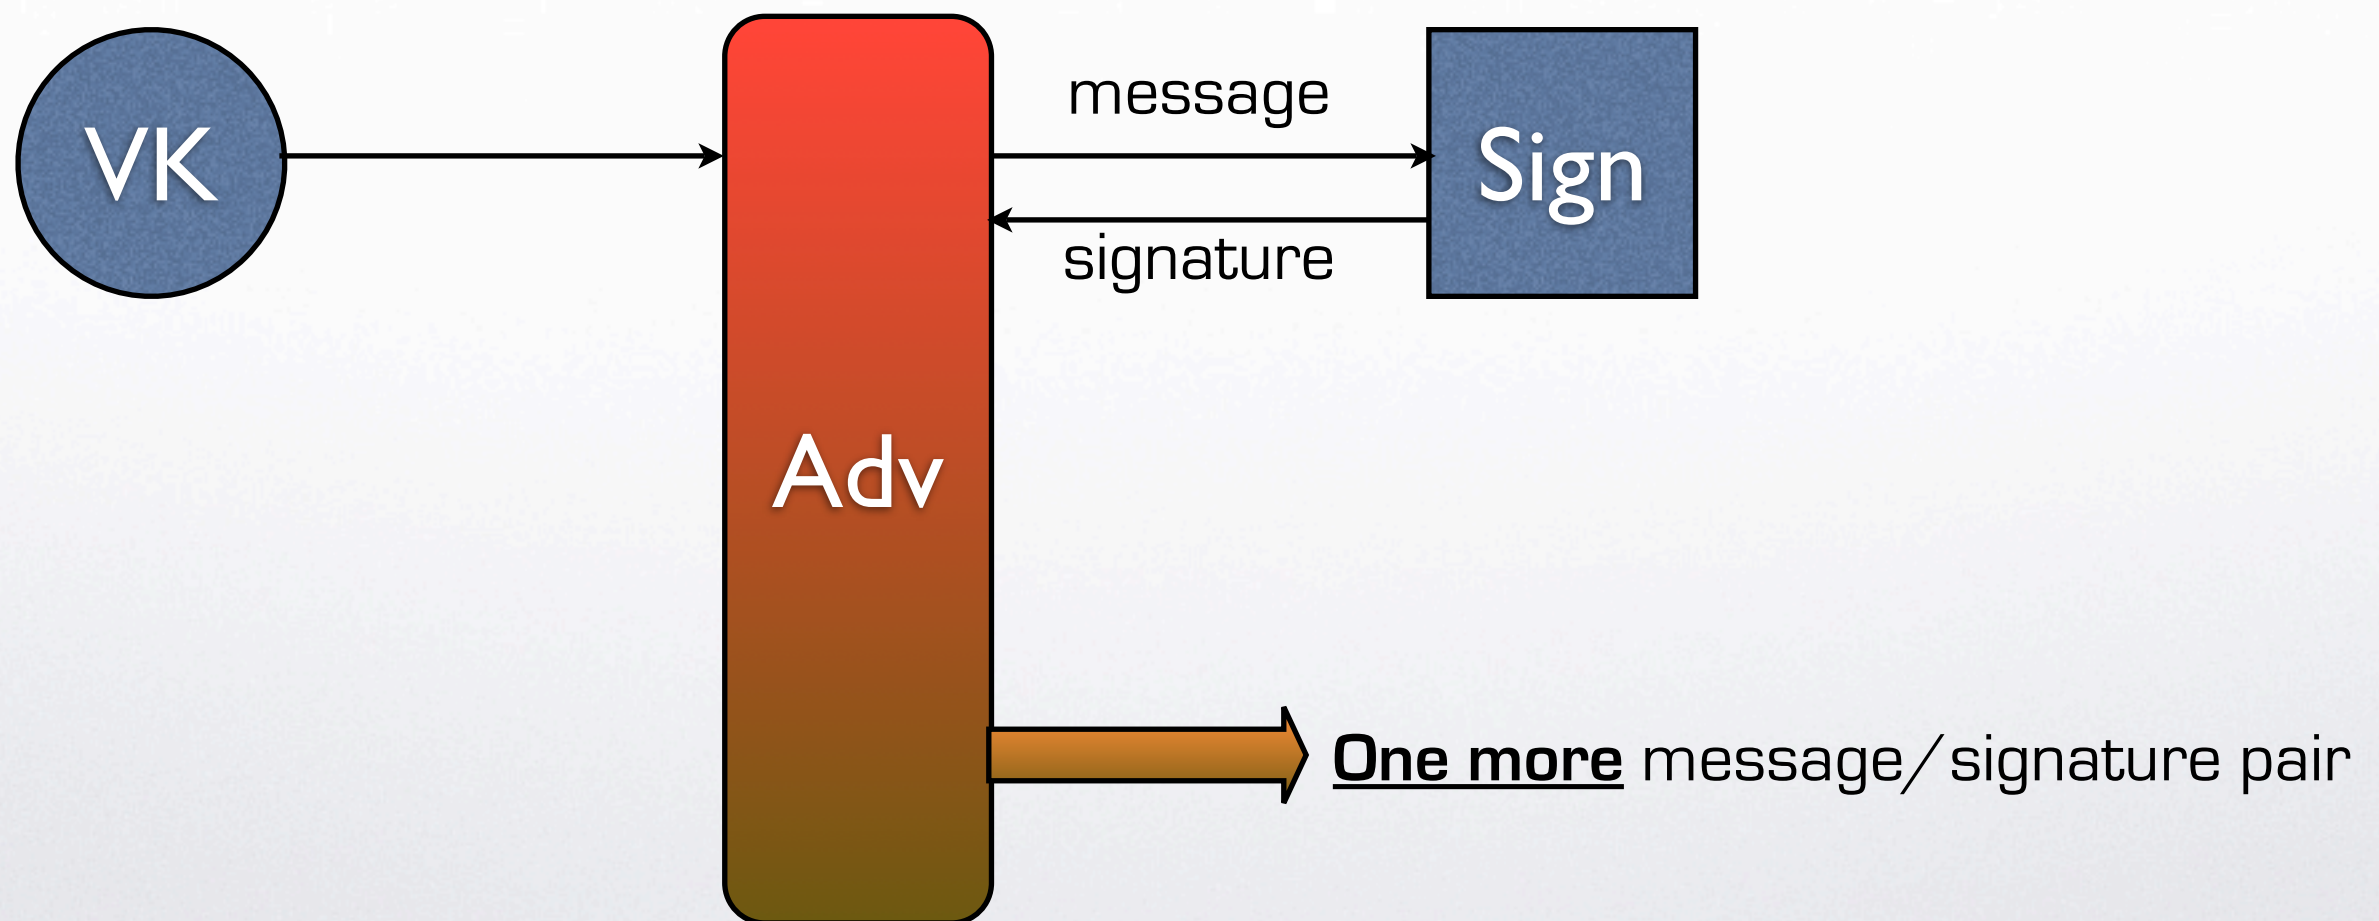 VK
message
Sign
signature
Adv
One more message/signature pair